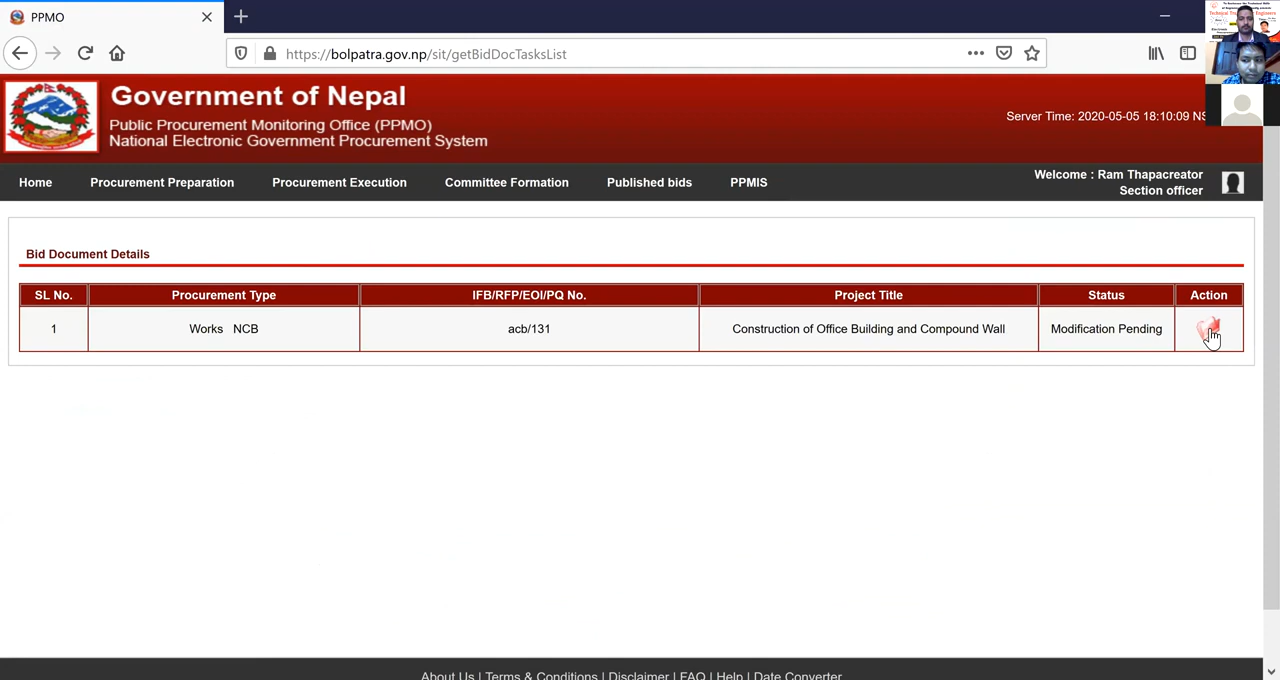 PPMO
https://bolpatra.gov.np/sit/getBidDocTasksList
Government of Nepal
Public Procurement Monitoring Office (PPMO)
National Electronic Government Procurement System
Server Time: 2020-05-05 18:10:09
Home Procurement Preparation Procurement Execution Committee Formation Published bids PPMIS
Welcome : Ram Thapacreator
Section officer
Bid Document Details
SL No. Procurement Type IFB/RFP/EOI/PQ No. Project Title Status Action
1 Works NCB acb/131 Construction of Office Building and Compound Wall Modification Pending
About Us | Terms & Conditions | Disclaimer | FAQ | Help | Date Converter